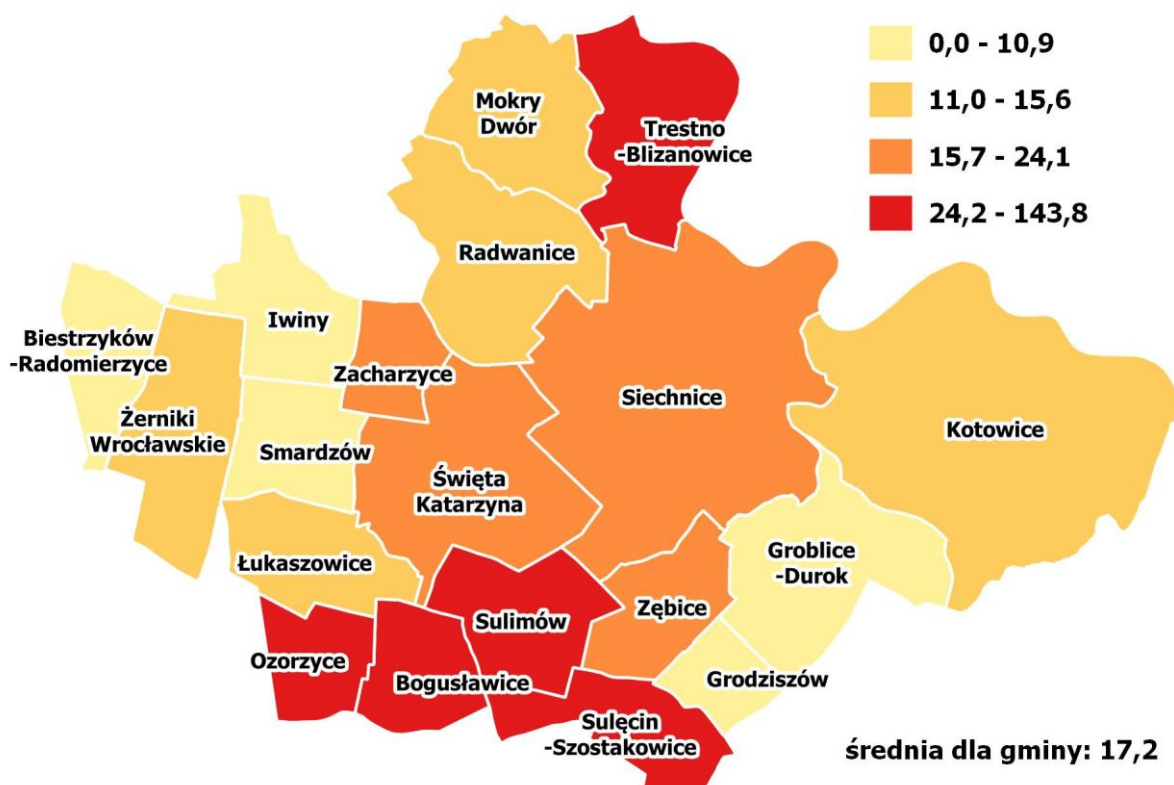 0,0 - 10,9
11,0 - 15,6
15,7 - 24,1
24,2 - 143,8
Mokry
Dwór
Trestno
-Blizanowice
Radwanice
Iwiny
Biestrzyków
-Radomierzyce
Zacharzyce
Siechnice
Żerniki
Wrocławskie
Smardzów
Kotowice
Święta
Katarzyna
Łukaszowice
Groblice
-Durok
Zębice
Sulimów
Ozorzyce
Bogusławice
Grodziszów
Sulęcin
-Szostakowice
średnia dla gminy: 17,2